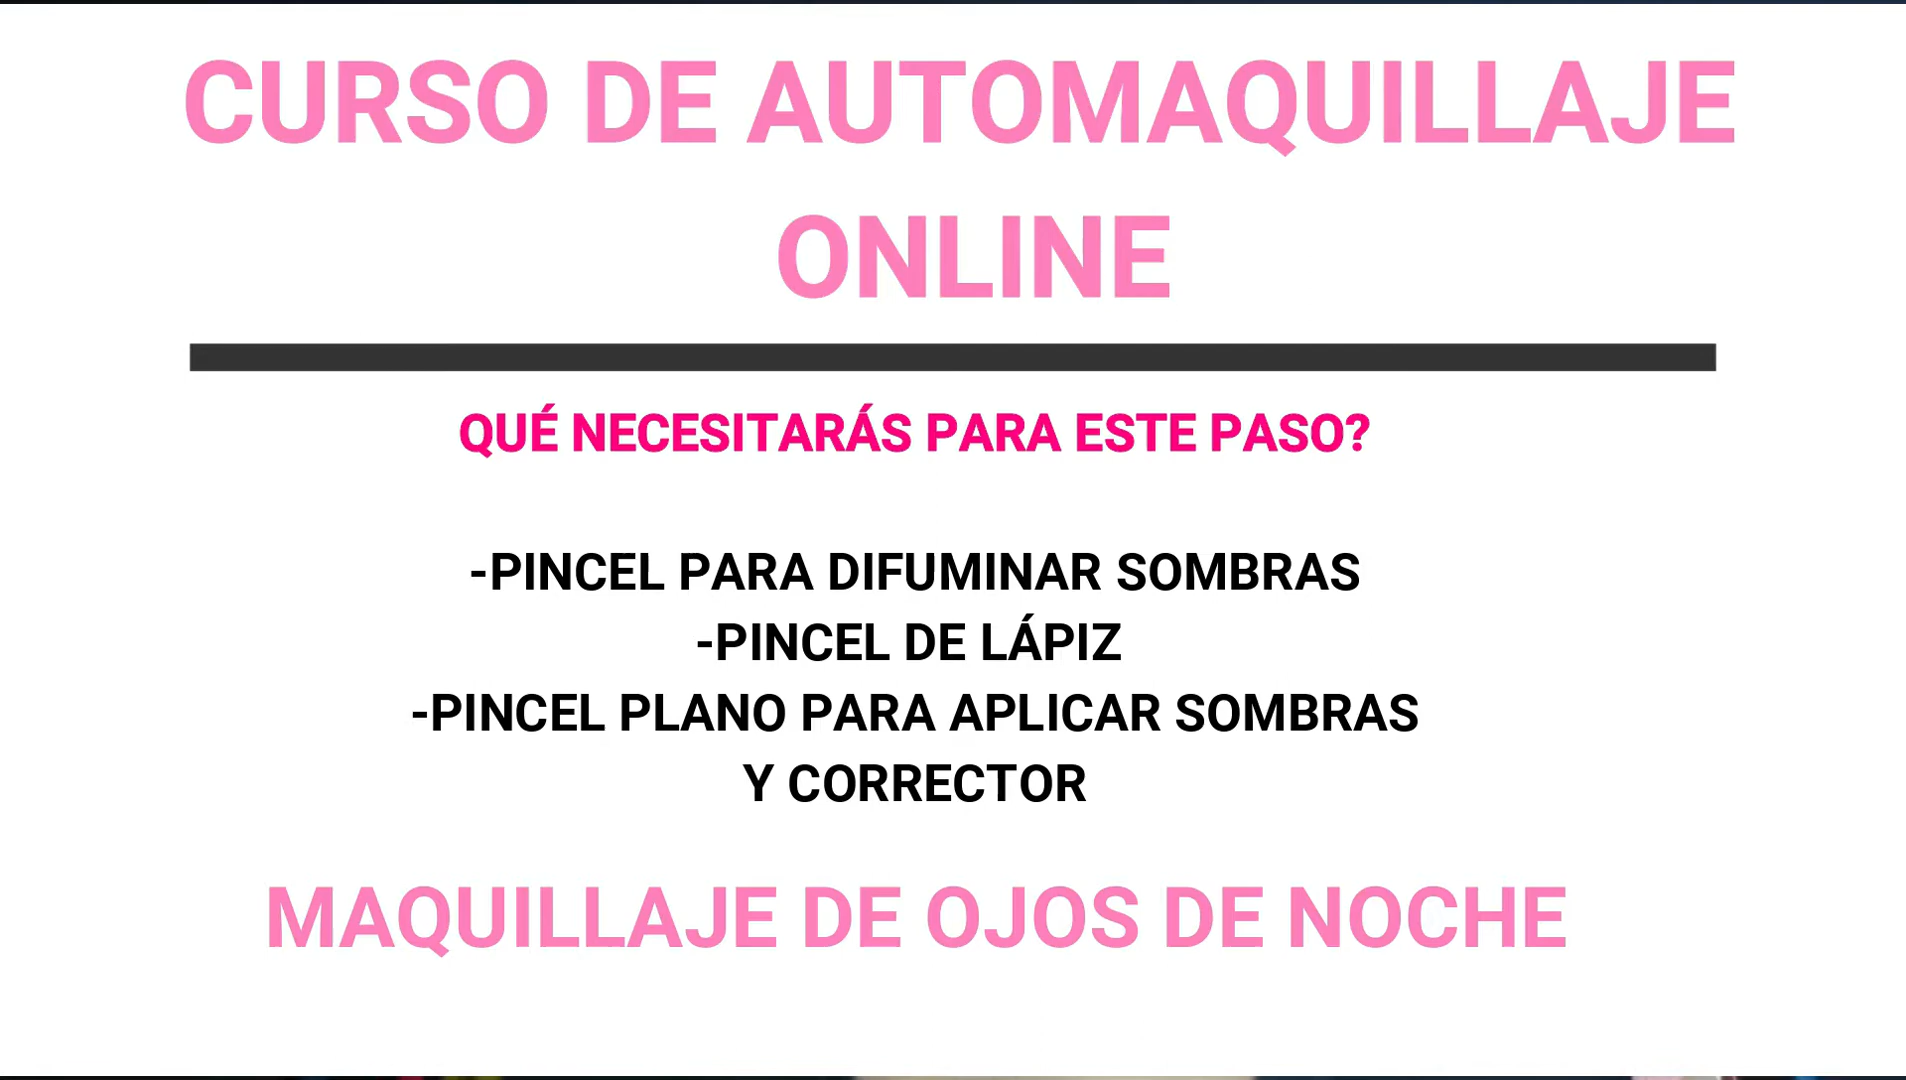 CURSO DE AUTOMAQUILLAJE
ONLINE
QUÉ NECESITARÁS PARA ESTE PASO?
-PINCEL PARA DIFUMINAR SOMBRAS
-PINCEL DE LÁPIZ
-PINCEL PLANO PARA APLICAR SOMBRAS
Y CORRECTOR
MAQUILLAJE DE OJOS DE NOCHE